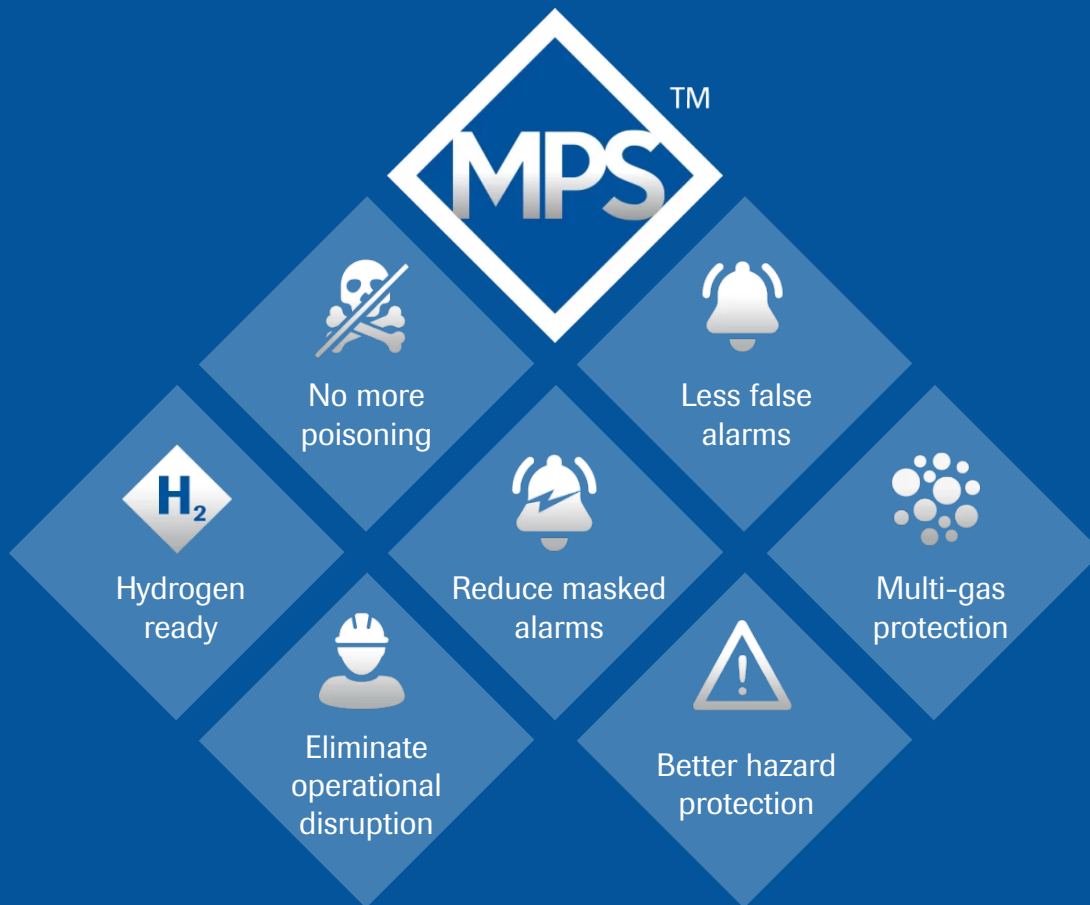 MPS
TM
No more
poisoning
Less false
alarms
H₂
Hydrogen
ready
Reduce masked
alarms
Multi-gas
protection
Eliminate
operational
disruption
Better hazard
protection